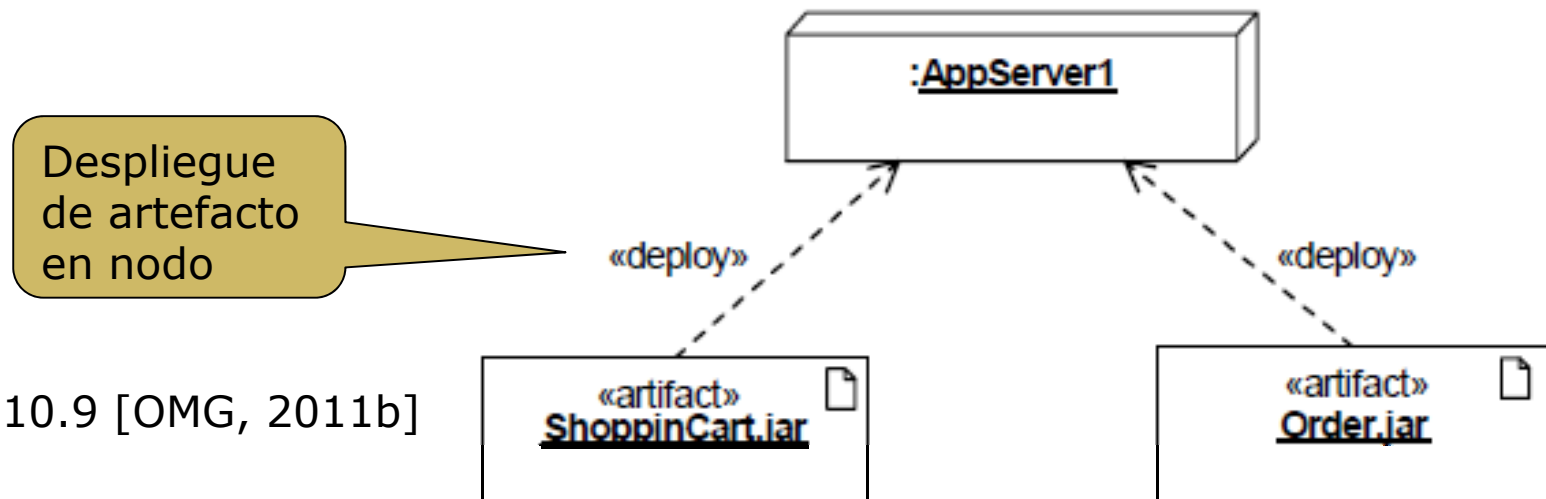 :AppServer1
Despliegue
de artefacto
en nodo
«deploy»
«deploy»
10.9 [OMG, 2011b]
«artifact»
ShoppinCart.jar
«artifact»
Order.jar